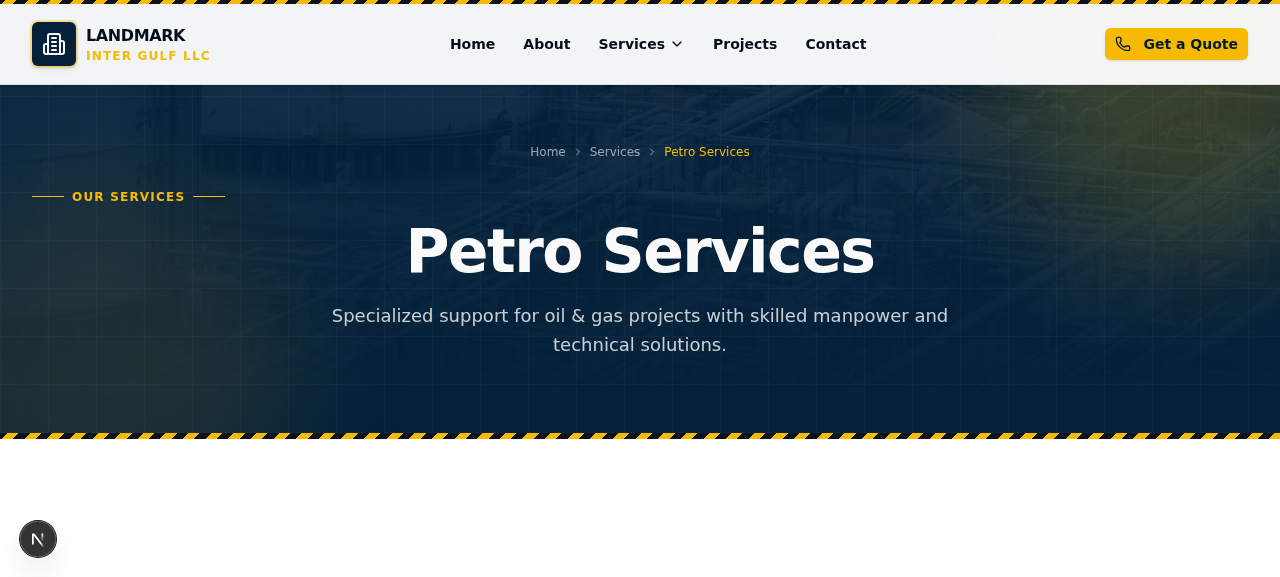 LANDMARK
INTER GULF LLC
Home
About
Services
Projects
Contact
Get a Quote
Home
Services
Petro Services
OUR SERVICES
Petro Services
Specialized support for oil & gas projects with skilled manpower and
technical solutions.
N